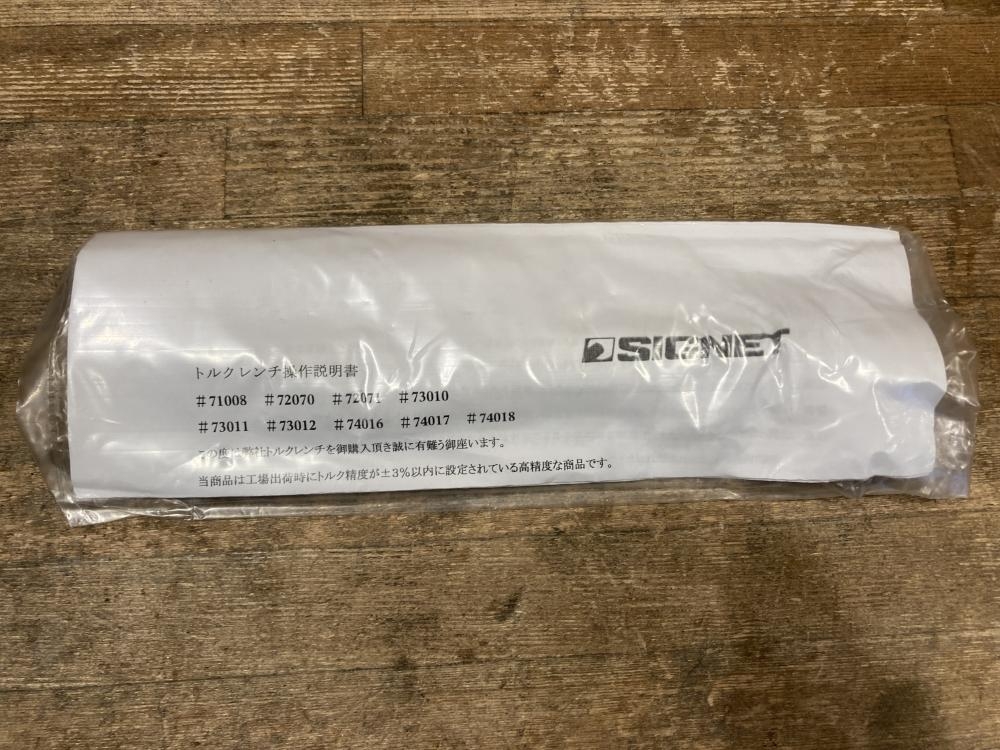 SIGNET
トルクレンチ操作説明書
#71008 #72070 #72071 #73010
#73011 #73012 #74016 #74017 #74018
この度は弊社トルクレンチを御購入頂き誠に有難う御座います。
当商品は工場出荷時にトルク精度が±3%以内に設定されている高精度な商品です。